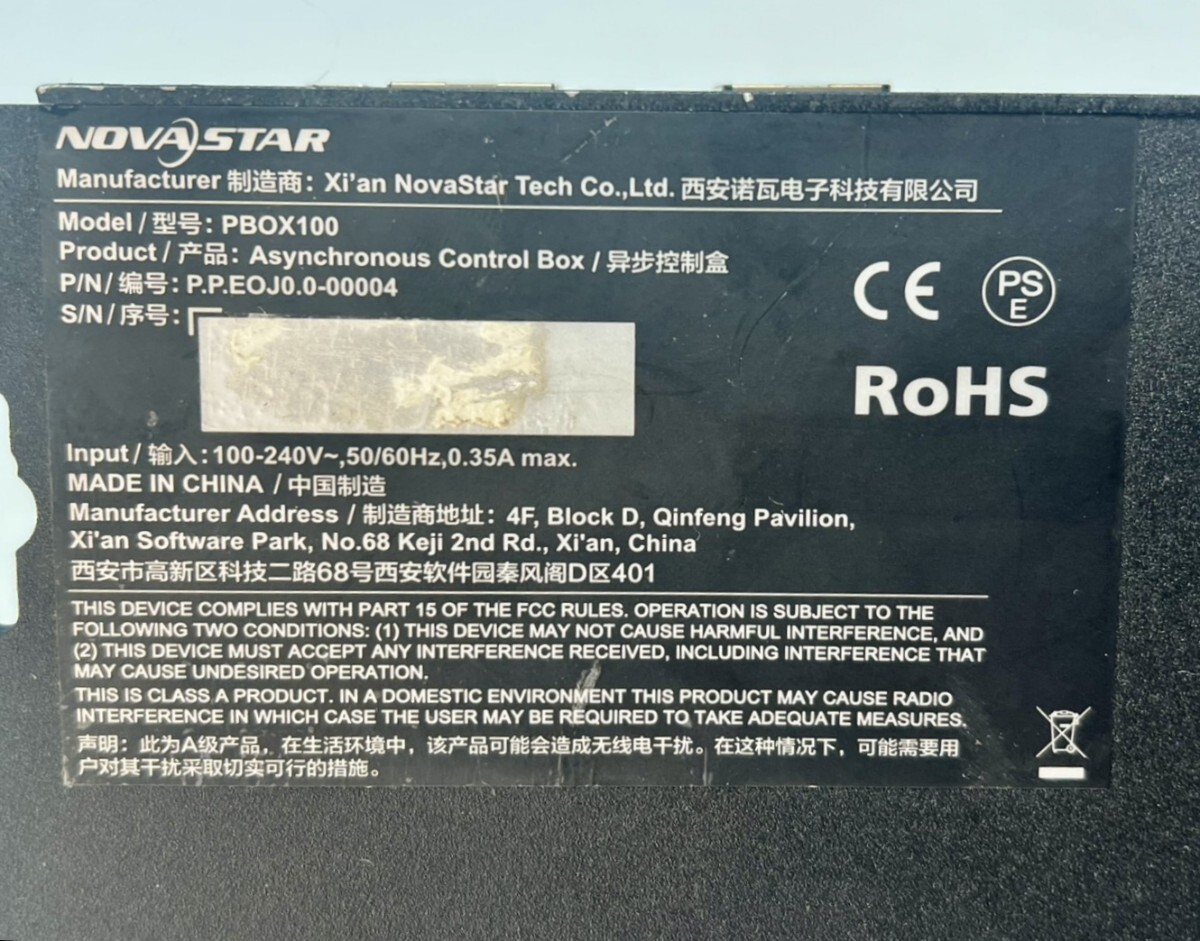 NOVASTAR
Manufacturer 制造商: Xi'an NovaStar Tech Co.,Ltd. 西安诺瓦电子科技有限公司
Model / 型号: PBOX100
Product / 产品: Asynchronous Control Box / 异步控制盒
P/N / 编号: P.P.EOJ0.0-00004
S/N / 序号:
CE
PS
E
RoHS
Input / 输入: 100-240V~,50/60Hz,0.35A max.
MADE IN CHINA / 中国制造
Manufacturer Address / 制造商地址: 4F, Block D, Qinfeng Pavilion,
Xi'an Software Park, No.68 Keji 2nd Rd., Xi'an, China
西安市高新区科技二路68号西安软件园秦风阁D区401
THIS DEVICE COMPLIES WITH PART 15 OF THE FCC RULES. OPERATION IS SUBJECT TO THE
FOLLOWING TWO CONDITIONS: (1) THIS DEVICE MAY NOT CAUSE HARMFUL INTERFERENCE, AND
(2) THIS DEVICE MUST ACCEPT ANY INTERFERENCE RECEIVED, INCLUDING INTERFERENCE THAT
MAY CAUSE UNDESIRED OPERATION.
THIS IS CLASS A PRODUCT. IN A DOMESTIC ENVIRONMENT THIS PRODUCT MAY CAUSE RADIO
INTERFERENCE IN WHICH CASE THE USER MAY BE REQUIRED TO TAKE ADEQUATE MEASURES.
声明: 此为A级产品，在生活环境中，该产品可能会造成无线电干扰。在这种情况下，可能需要用
户对其干扰采取切实可行的措施。